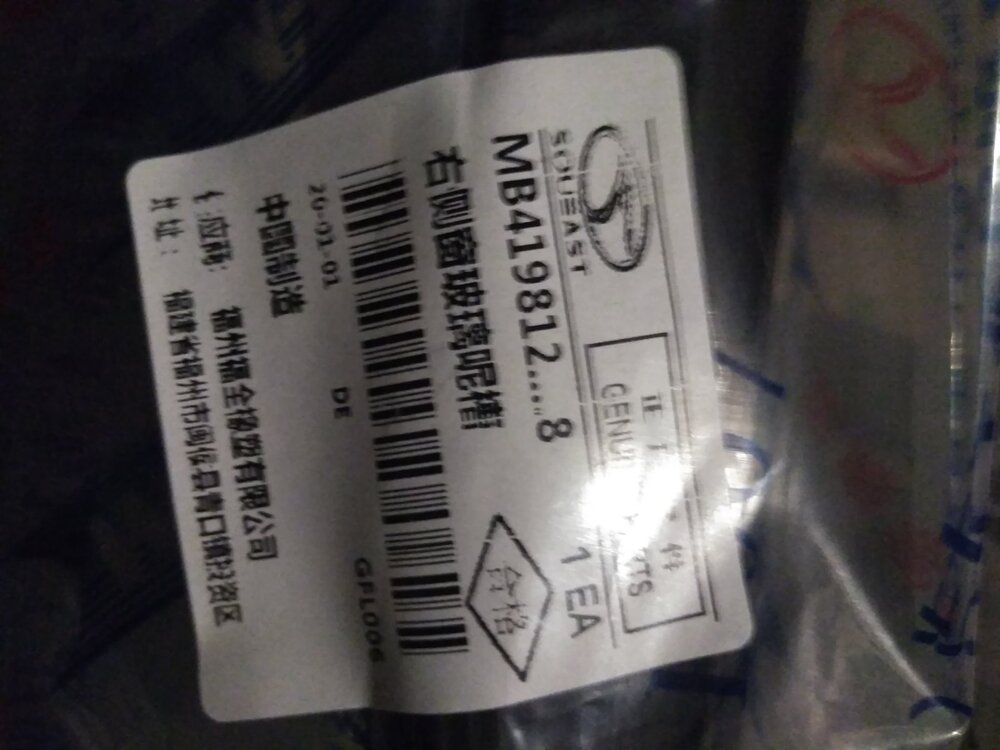 SOUEAST
GENUI
MB419812....8
1 EA
右侧窗玻璃呢槽
合格
20-01-01
DE
GFL006
中国制造
应商: 福州福全橡塑有限公司
址: 福建省福州市闽侯县青口镇投资区